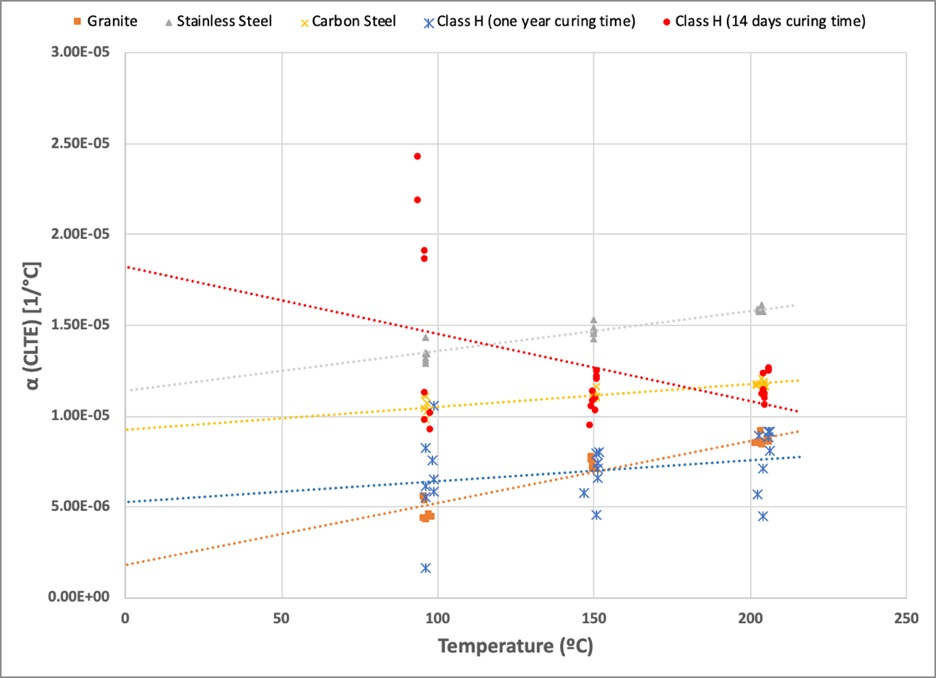 Granite Stainless Steel Carbon Steel Class H (one year curing time) Class H (14 days curing time)
3.00E-05
2.50E-05
2.00E-05
1.50E-05
1.00E-05
5.00E-06
0.00E+00
α (CLTE) [1/°C]
0 50 100 150 200 250
Temperature (ºC)